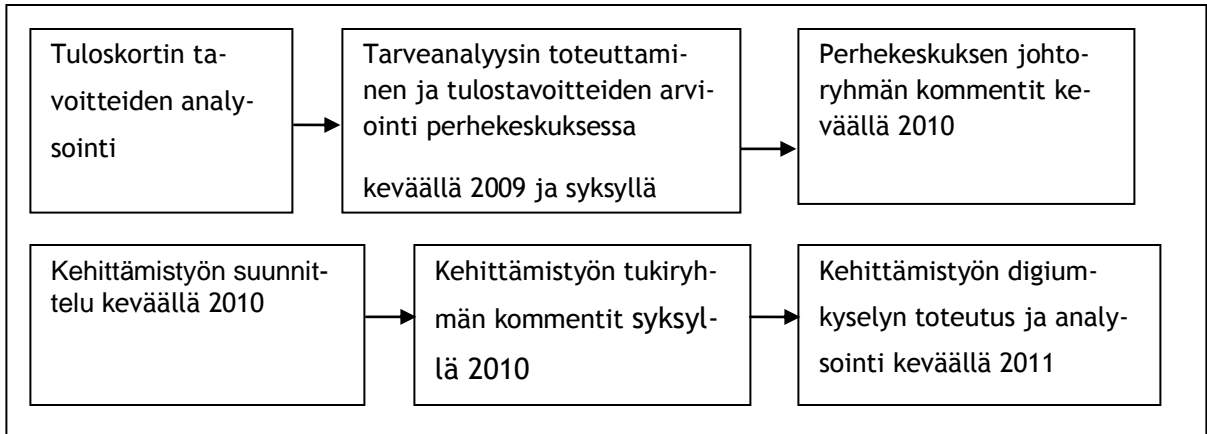 Tuloskortin ta-
voitteiden analy-
sointi
Tarveanalyysin toteuttami-
nen ja tulostavoitteiden arvi-
ointi perhekeskuksessa
keväällä 2009 ja syksyllä
Perhekeskuksen johto-
ryhmän kommentit ke-
väällä 2010
Kehittämistyön suunnit-
telu keväällä 2010
Kehittämistyön tukiryh-
män kommentit syksyl-
lä 2010
Kehittämistyön digium-
kyselyn toteutus ja analy-
sointi keväällä 2011